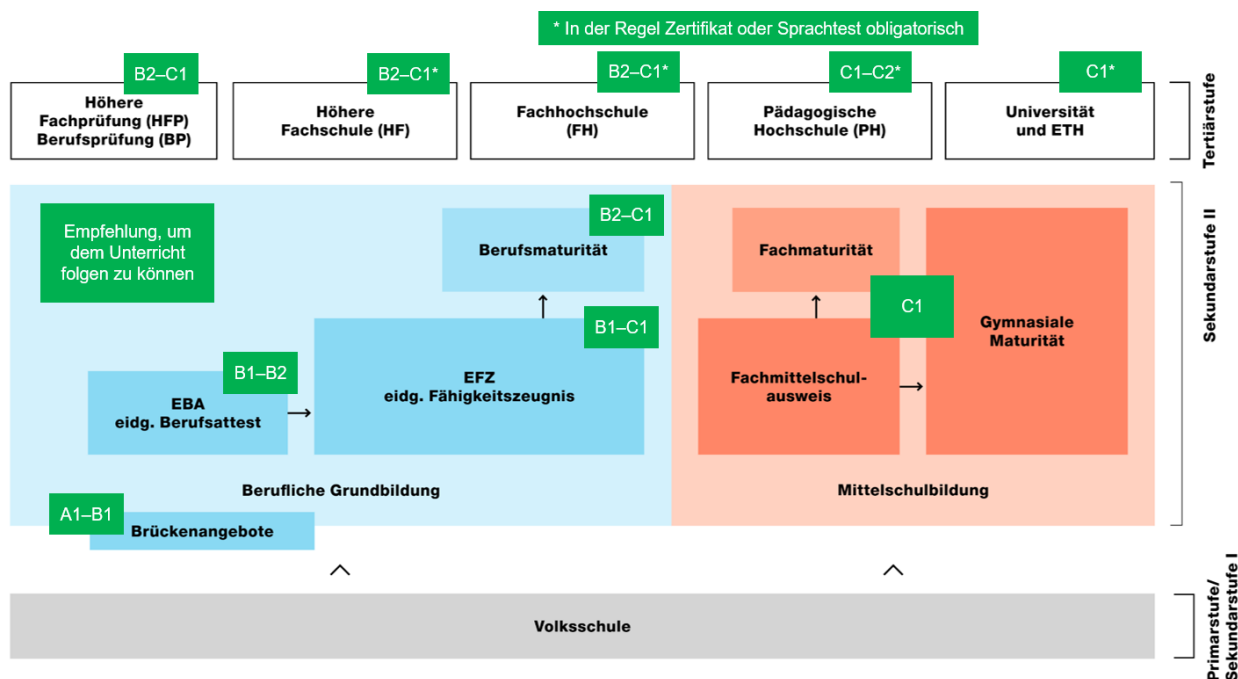 * In der Regel Zertifikat oder Sprachtest obligatorisch
B2–C1
Höhere
Fachprüfung (HFP)
Berufsprüfung (BP)
B2–C1*
Höhere
Fachschule (HF)
B2–C1*
Fachhochschule
(FH)
C1–C2*
Pädagogische
Hochschule (PH)
C1*
Universität
und ETH
Tertiärstufe
Empfehlung, um
dem Unterricht
folgen zu können
B2–C1
Berufsmaturität
B1–C1
EFZ
eidg. Fähigkeitszeugnis
B1–B2
EBA
eidg. Berufsattest
Berufliche Grundbildung
A1–B1
Brückenangebote
Fachmaturität
C1
Gymnasiale
Maturität
Fachmittelschul-
ausweis
Mittelschulbildung
Sekundarstufe II
Volksschule
Primarstufe/
Sekundarstufe I